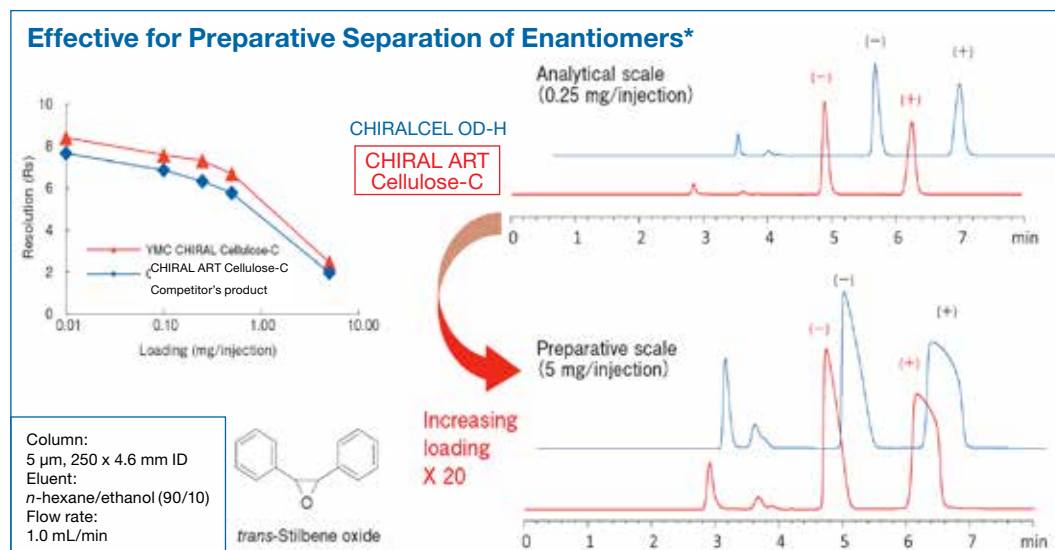 Effective for Preparative Separation of Enantiomers*
Resolution (Rs)
10
8
6
4
2
0
0.01
0.10
1.00
10.00
Loading (mg/injection)
YMC CHIRAL Cellulose-C
CHIRAL ART Cellulose-C
Competitor's product
CHIRALCEL OD-H
CHIRAL ART
Cellulose-C
Analytical scale
(0.25 mg/injection)
(−)
(+)
(−)
(+)
0 1 2 3 4 5 6 7 min
Increasing
loading
X 20
Preparative scale
(5 mg/injection)
(−)
(+)
(−)
(+)
0 1 2 3 4 5 6 7 min
Column:
5 µm, 250 x 4.6 mm ID
Eluent:
n-hexane/ethanol (90/10)
Flow rate:
1.0 mL/min
O
trans-Stilbene oxide